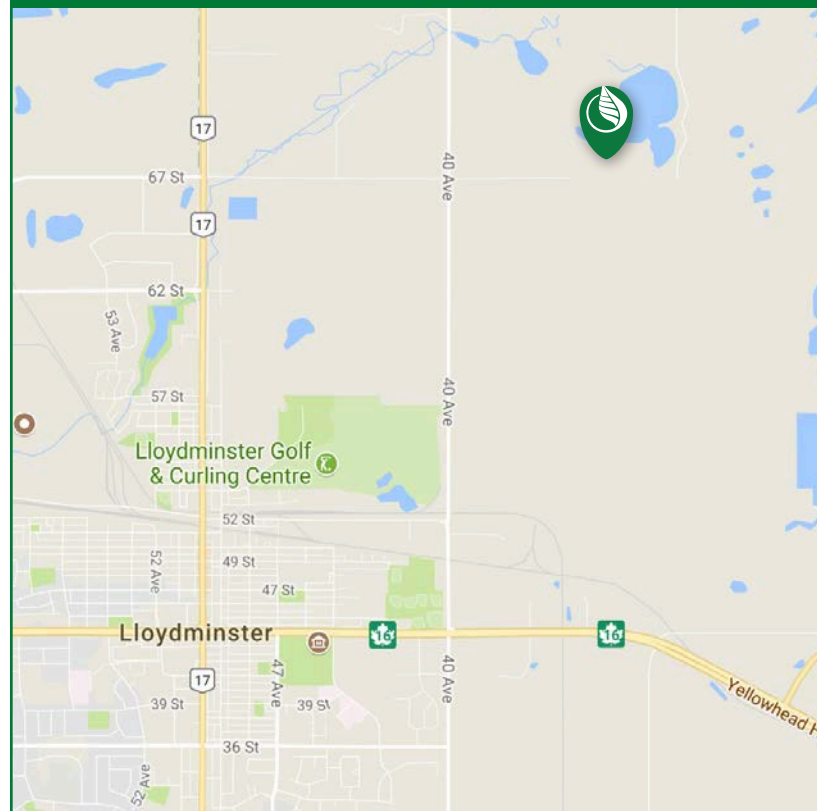 17
67 St
40 Ave
17
62 St
53 Ave
57 St
40 Ave
Lloydminster Golf
& Curling Centre
52 St
52 Ave
49 St
47 St
Lloydminster
16
16
17
47 Ave
40 Ave
39 St
39 St
Yellowhead H
36 St
52 Ave